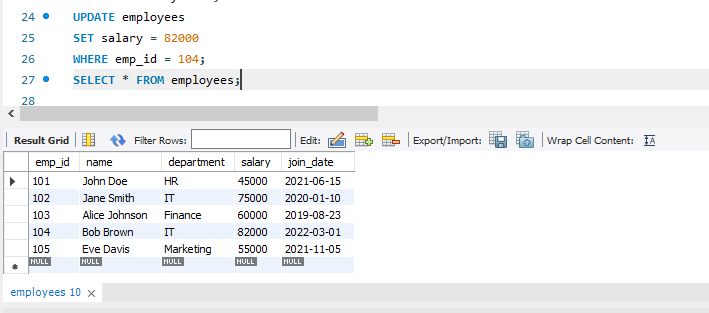 24 UPDATE employees
25 SET salary = 82000
26 WHERE emp_id = 104;
27 SELECT * FROM employees;
28
Result Grid Filter Rows: Edit: Export/Import: Wrap Cell Content:
emp_id name department salary join_date
101 John Doe HR 45000 2021-06-15
102 Jane Smith IT 75000 2020-01-10
103 Alice Johnson Finance 60000 2019-08-23
104 Bob Brown IT 82000 2022-03-01
105 Eve Davis Marketing 55000 2021-11-05
NULL NULL NULL NULL NULL
employees 10